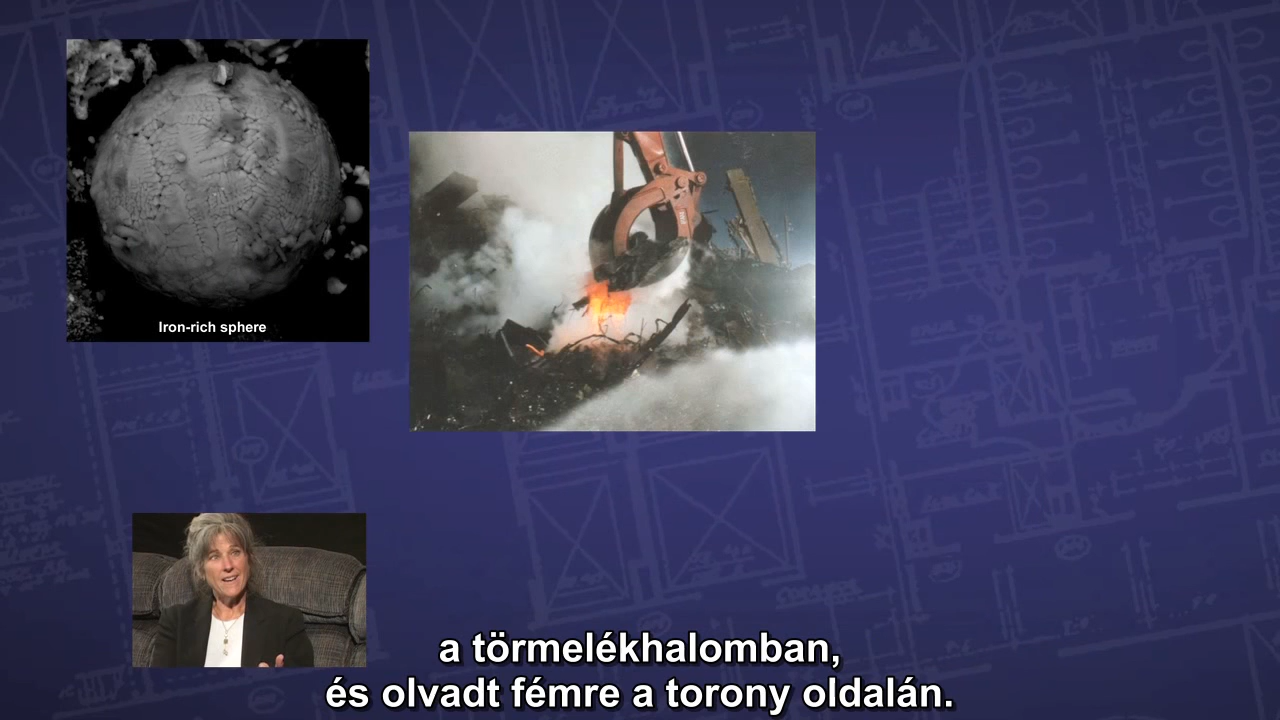 Iron-rich sphere
a törmelékhalomban,
és olvadt fémre a torony oldalán.